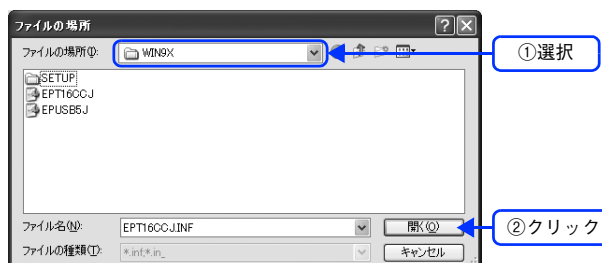 ファイルの場所
ファイルの場所(I):
WIN9X
①選択
SETUP
EPT16CCJ
EPUSB5J
ファイル名(N):
EPT16CCJ.INF
開く(O)
②クリック
ファイルの種類(T):
*.inf;*.in_
キャンセル